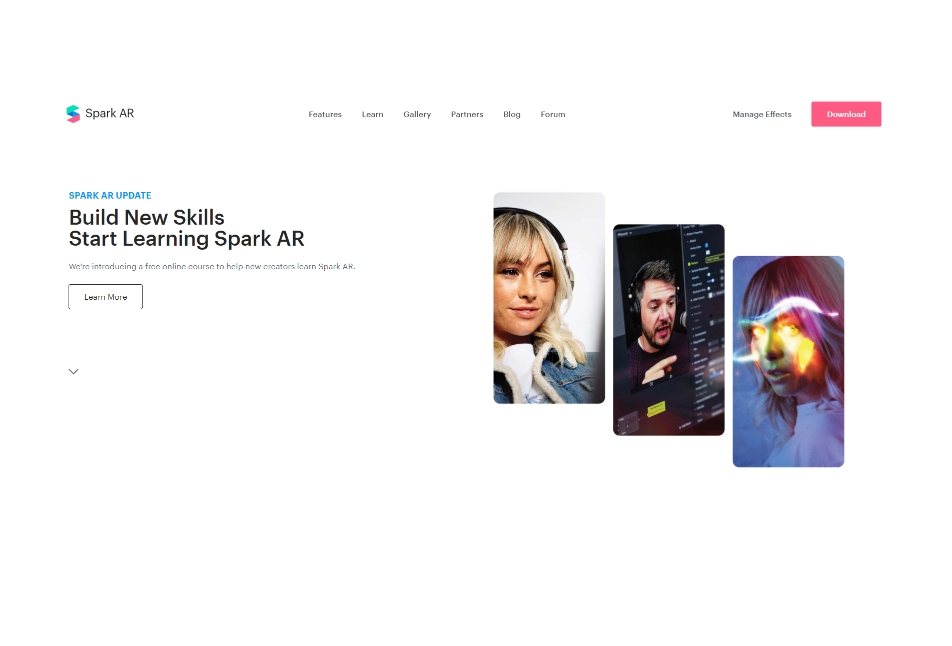 Spark AR
Features Learn Gallery Partners Blog Forum
Manage Effects Download
SPARK AR UPDATE
Build New Skills
Start Learning Spark AR
We're introducing a free online course to help new creators learn Spark AR.
Learn More